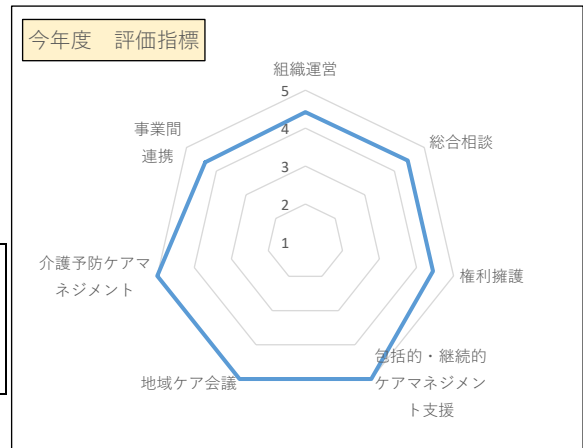 今年度　評価指標
組織運営
5
4
3
2
1
総合相談
権利擁護
包括的・継続的
ケアマネジメン
ト支援
地域ケア会議
介護予防ケアマ
ネジメント
事業間
連携